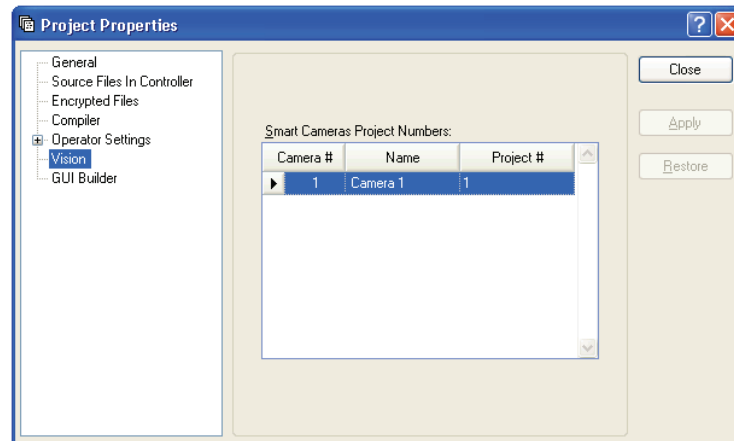 Project Properties
General
Source Files In Controller
Encrypted Files
Compiler
Operator Settings
Vision
GUI Builder
Smart Cameras Project Numbers:
Camera # Name Project #
1 Camera 1 1
Close
Apply
Restore